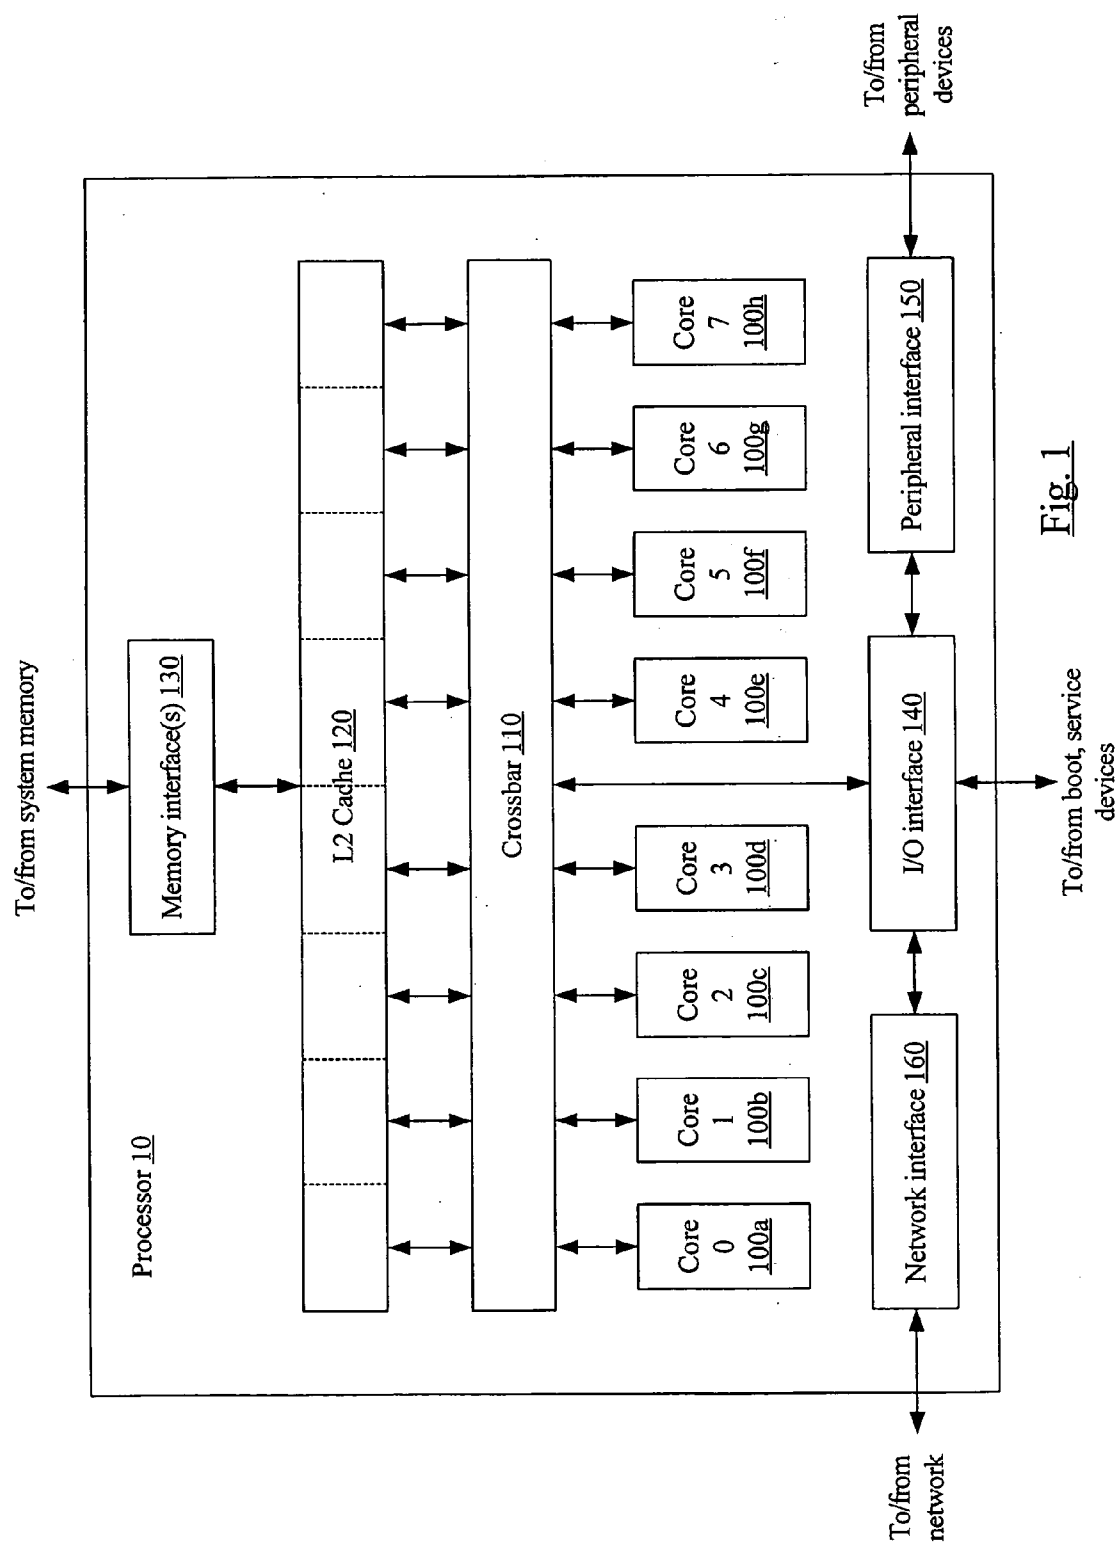 To/from system memory
Processor 10
Memory interface(s) 130
L2 Cache 120
Crossbar 110
Core
0
100a
Core
1
100b
Core
2
100c
Core
3
100d
Core
4
100e
Core
5
100f
Core
6
100g
Core
7
100h
To/from
network
Network interface 160
I/O interface 140
Peripheral interface 150
To/from
peripheral
devices
To/from boot, service
devices
Fig. 1